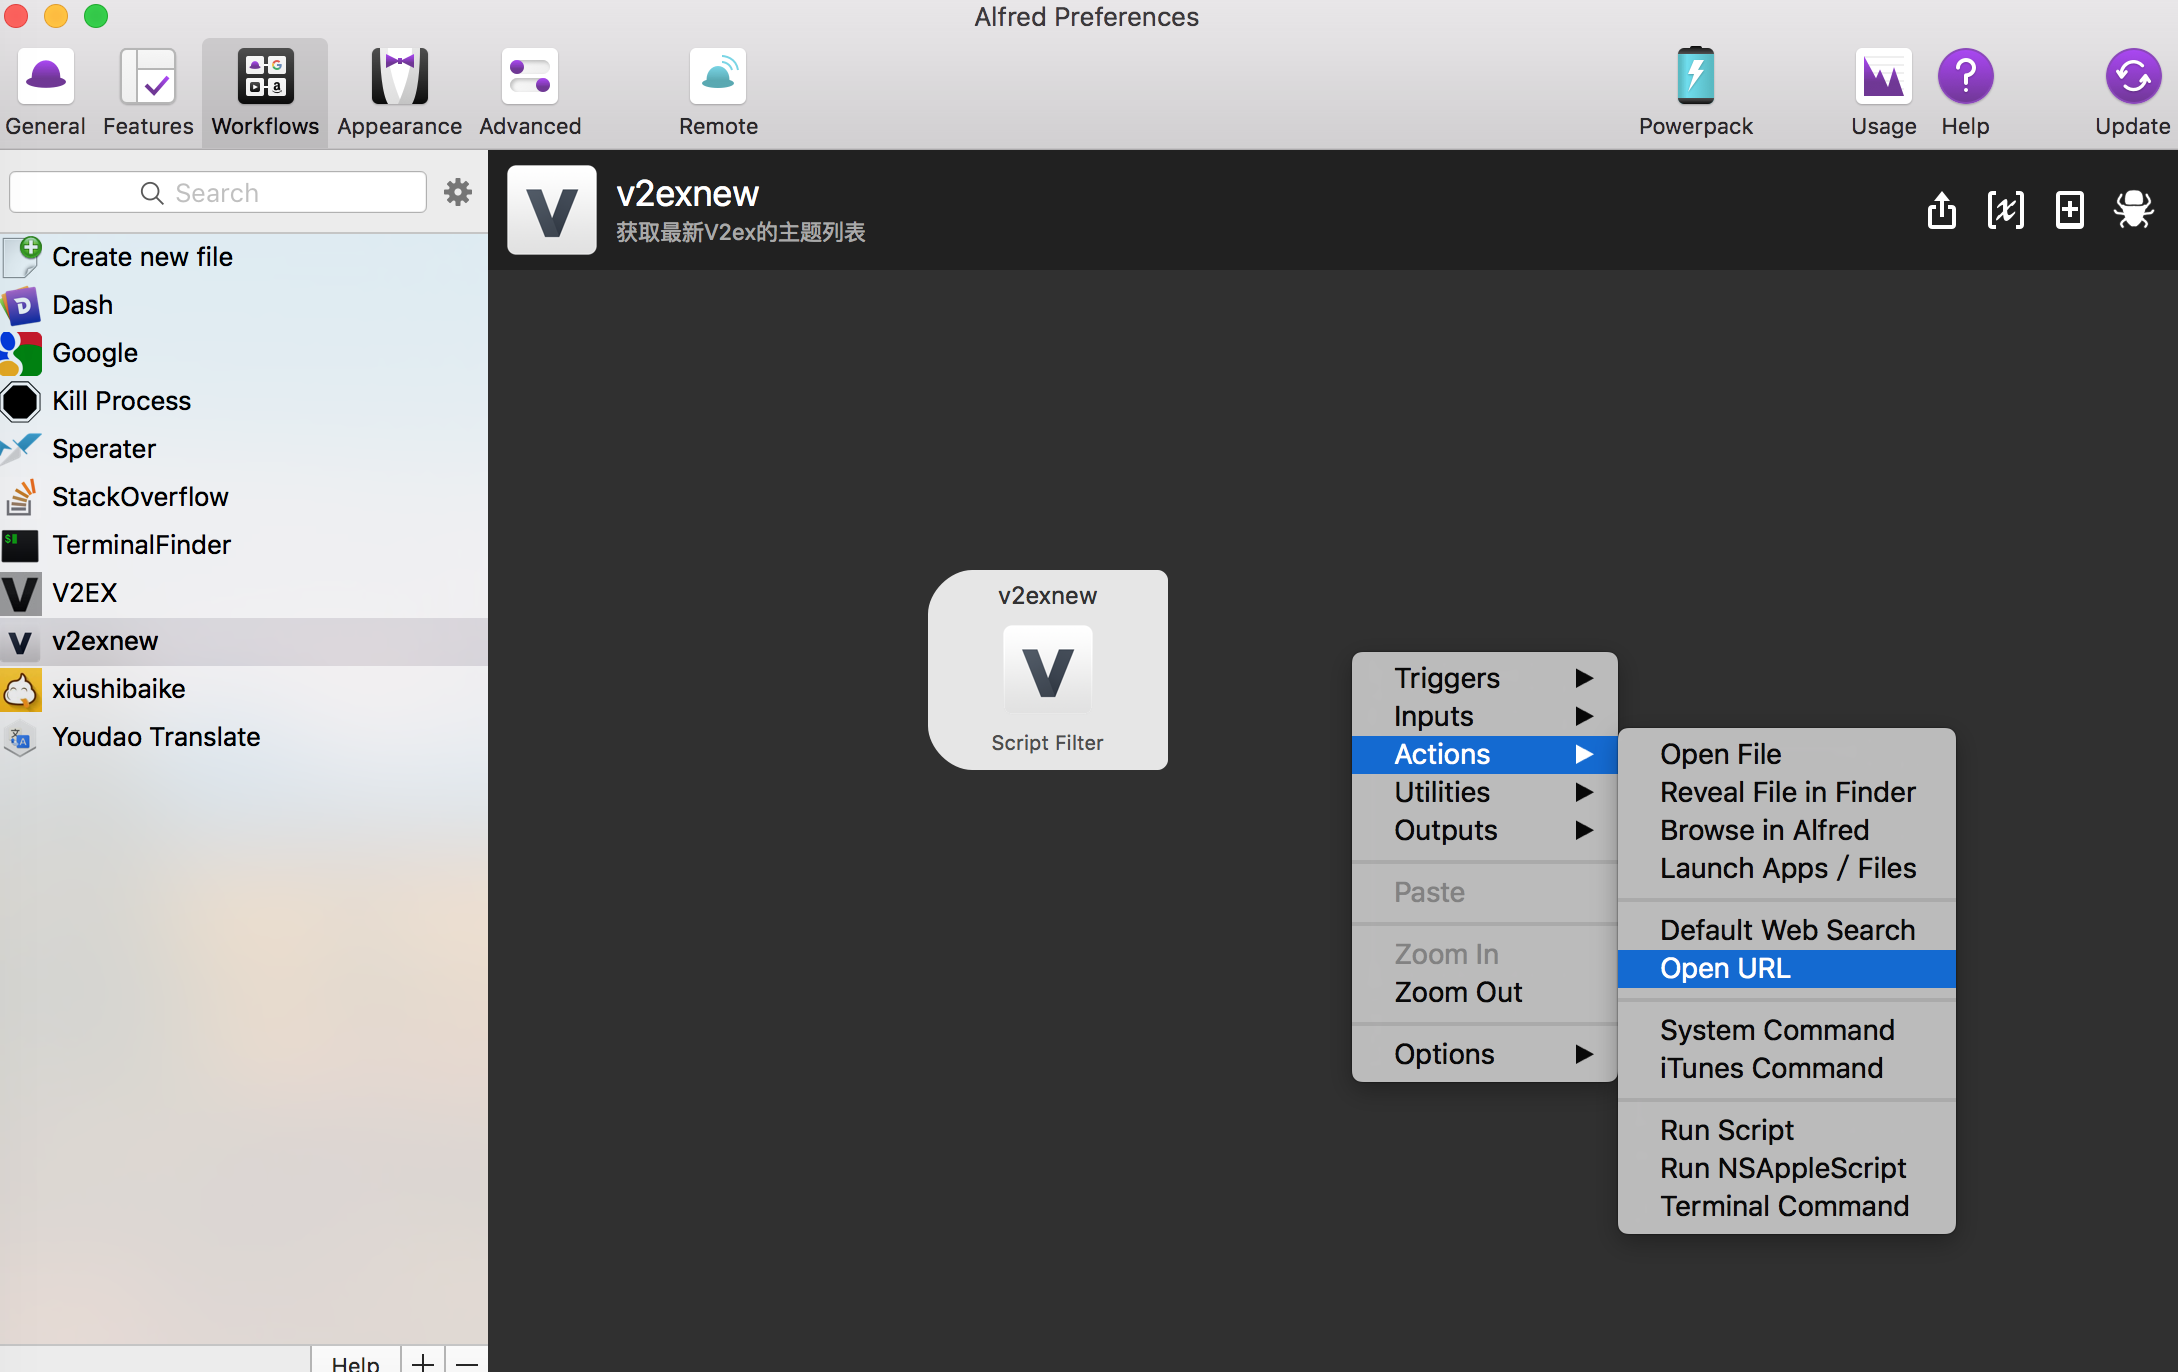 Alfred Preferences
General
Features
Workflows
Appearance
Advanced
Remote
Powerpack
Usage
Help
Update
Search
Create new file
Dash
Google
Kill Process
Sperater
StackOverflow
TerminalFinder
V2EX
v2exnew
xiushibaike
Youdao Translate
Help
v2exnew
获取最新V2ex的主题列表
v2exnew
Script Filter
Triggers
Inputs
Actions
Utilities
Outputs
Paste
Zoom In
Zoom Out
Options
Open File
Reveal File in Finder
Browse in Alfred
Launch Apps / Files
Default Web Search
Open URL
System Command
iTunes Command
Run Script
Run NSAppleScript
Terminal Command